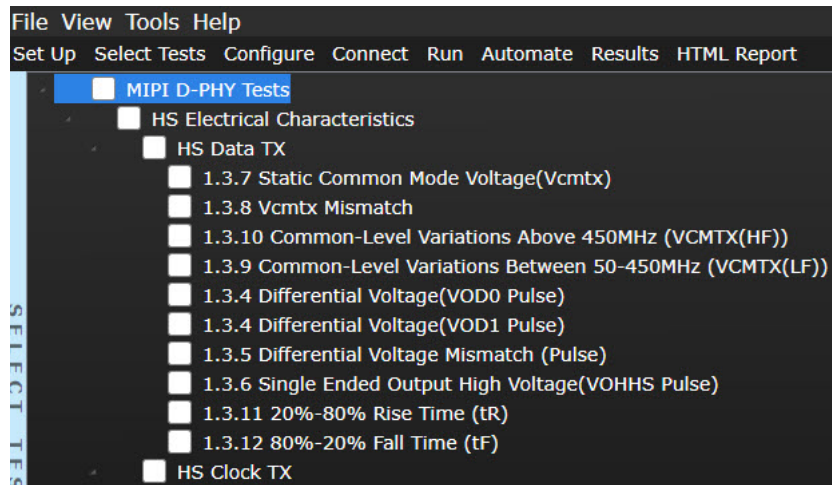 File View Tools Help
Set Up Select Tests Configure Connect Run Automate Results HTML Report
MIPI D-PHY Tests
HS Electrical Characteristics
HS Data TX
1.3.7 Static Common Mode Voltage(Vcmtx)
1.3.8 Vcmtx Mismatch
1.3.10 Common-Level Variations Above 450MHz (VCMTX(HF))
1.3.9 Common-Level Variations Between 50-450MHz (VCMTX(LF))
1.3.4 Differential Voltage(VOD0 Pulse)
1.3.4 Differential Voltage(VOD1 Pulse)
1.3.5 Differential Voltage Mismatch (Pulse)
1.3.6 Single Ended Output High Voltage(VOHHS Pulse)
1.3.11 20%-80% Rise Time (tR)
1.3.12 80%-20% Fall Time (tF)
HS Clock TX
SELECT